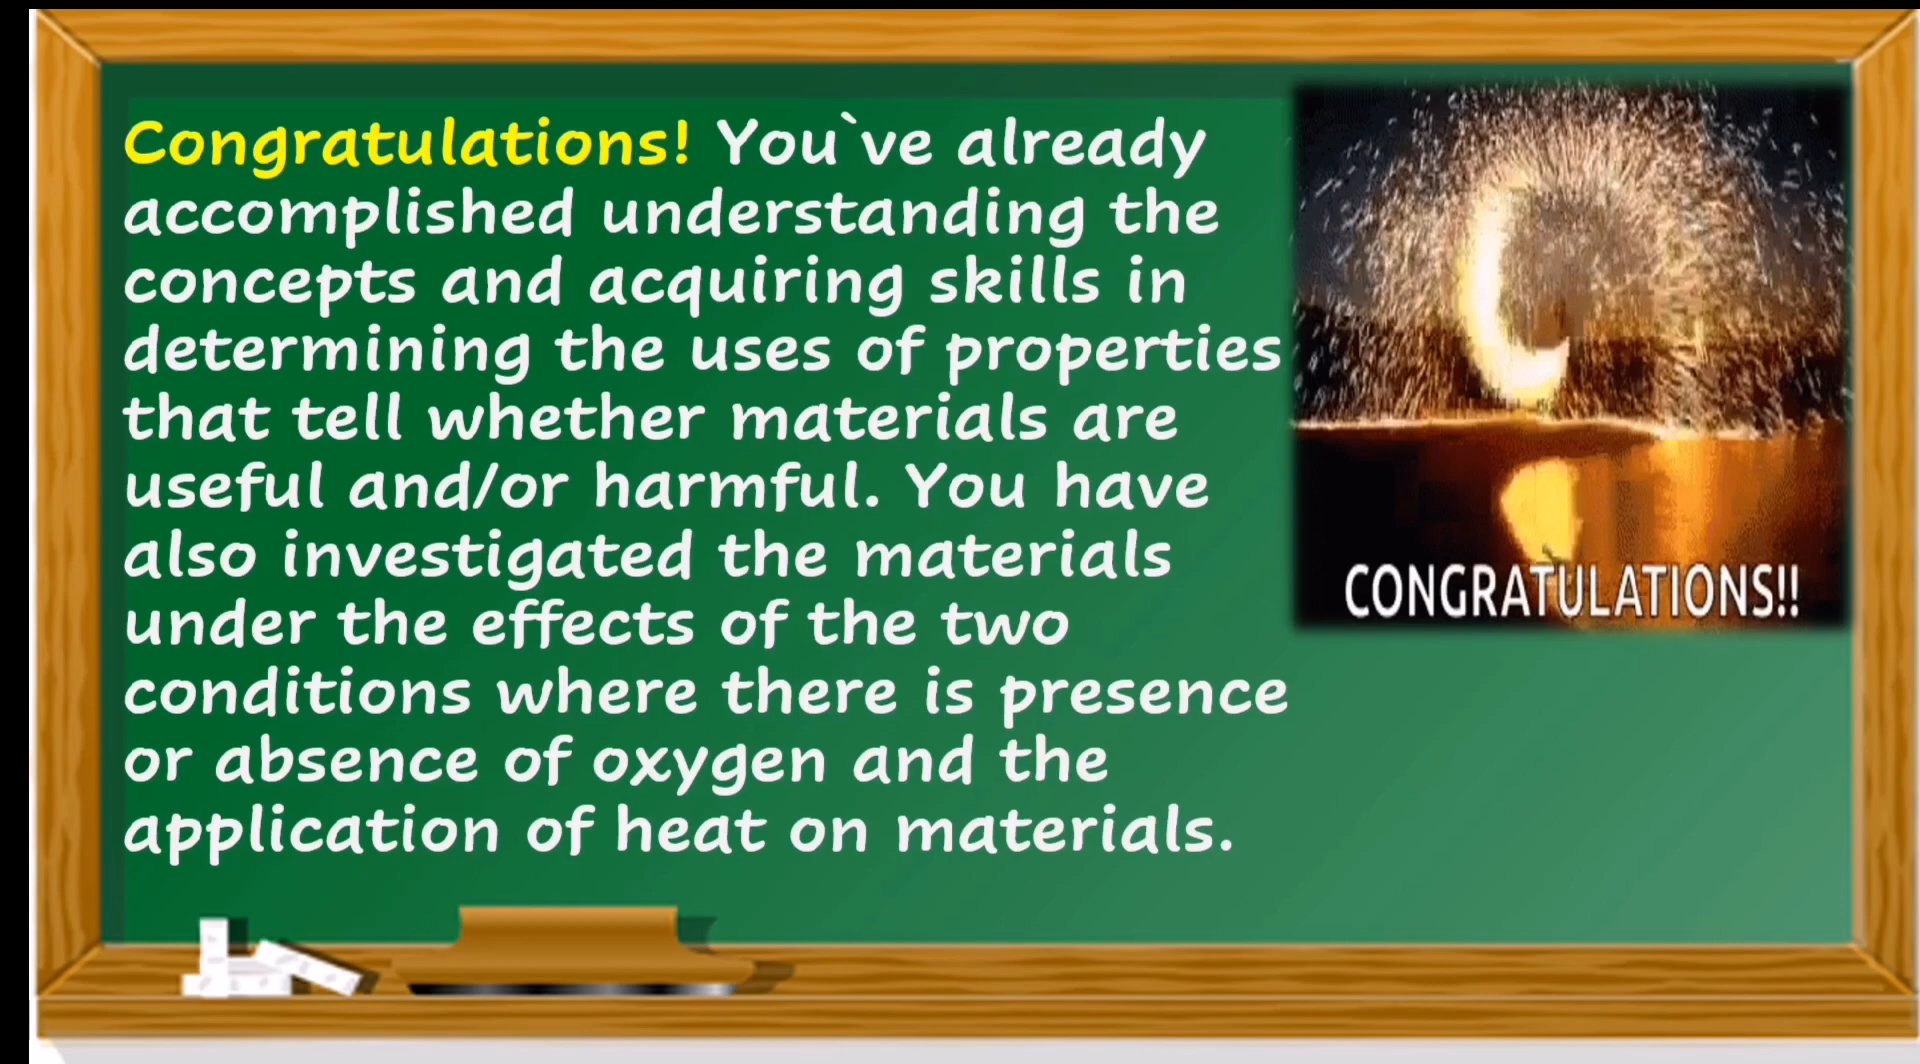 Congratulations! You`ve already
accomplished understanding the
concepts and acquiring skills in
determining the uses of properties
that tell whether materials are
useful and/or harmful. You have
also investigated the materials
under the effects of the two
conditions where there is presence
or absence of oxygen and the
application of heat on materials.
CONGRATULATIONS!!